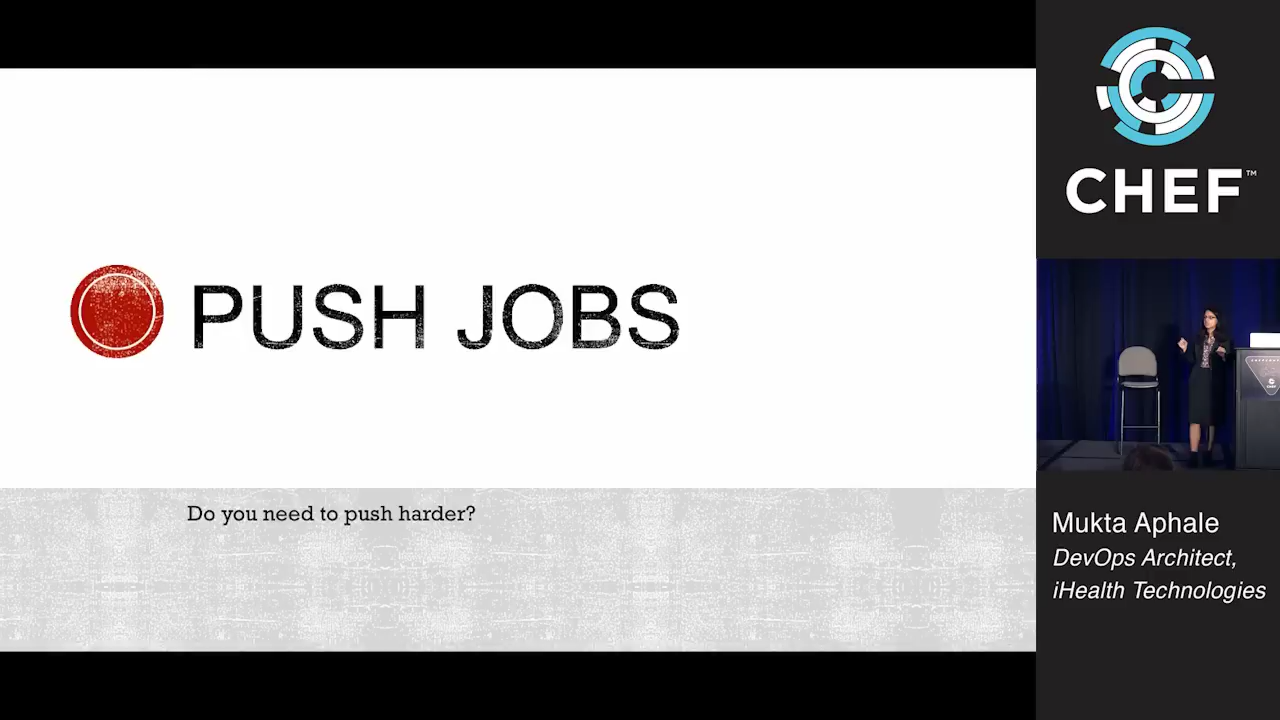 PUSH JOBS
Do you need to push harder?
CHEF™
Mukta Aphale
DevOps Architect,
iHealth Technologies